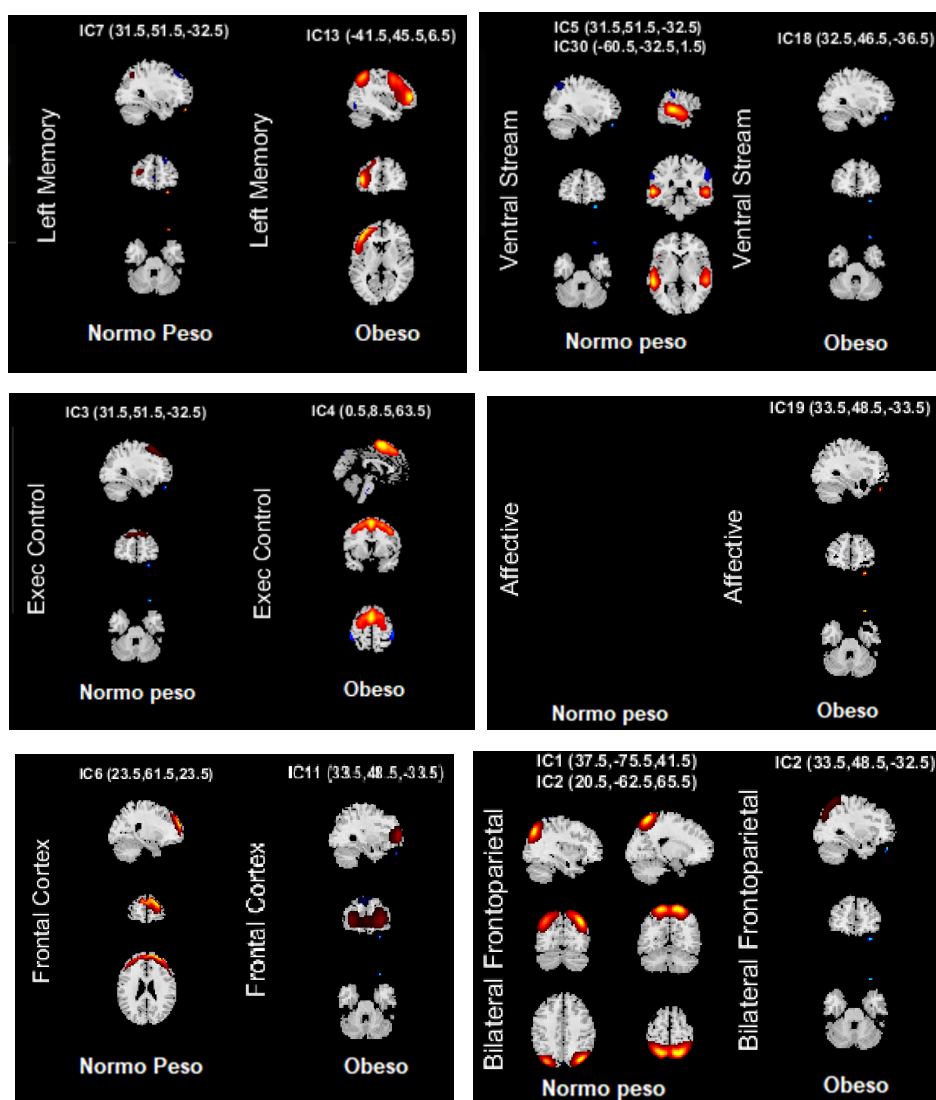 IC7 (31.5,51.5,-32.5)
IC13 (-41.5,45.5,6.5)
Left Memory
Left Memory
Normo Peso
Obeso
IC5 (31.5,51.5,-32.5)
IC30 (-60.5,-32.5,1.5)
IC18 (32.5,46.5,-36.5)
Ventral Stream
Ventral Stream
Normo peso
Obeso
IC3 (31.5,51.5,-32.5)
IC4 (0.5,8.5,63.5)
Exec Control
Exec Control
Normo peso
Obeso
IC19 (33.5,48.5,-33.5)
Affective
Affective
Normo peso
Obeso
IC6 (23.5,61.5,23.5)
IC11 (33.5,48.5,-33.5)
Frontal Cortex
Frontal Cortex
Normo Peso
Obeso
IC1 (37.5,-75.5,41.5)
IC2 (20.5,-62.5,65.5)
IC2 (33.5,48.5,-32.5)
Bilateral Frontoparietal
Bilateral Frontoparietal
Normo peso
Obeso